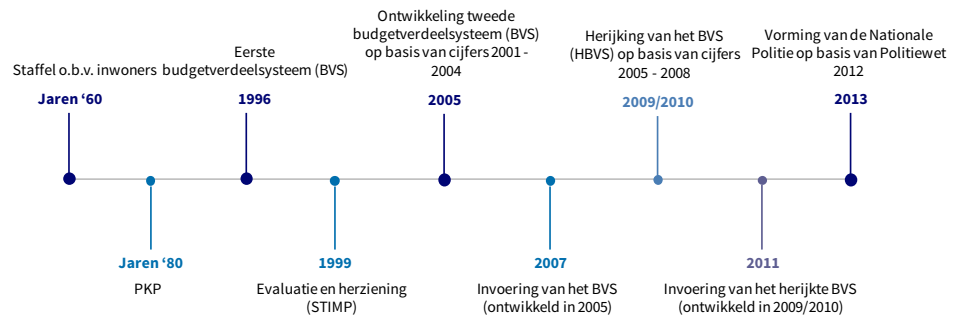 Staffel o.b.v. inwoners
Jaren ‘60
Eerste
budgetverdeelsysteem (BVS)
1996
Ontwikkeling tweede
budgetverdeelsysteem (BVS)
op basis van cijfers 2001 -
2004
2005
Herijking van het BVS
(HBVS) op basis van cijfers
2005 - 2008
2009/2010
Vorming van de Nationale
Politie op basis van Politiewet
2012
2013
Jaren ‘80
PKP
1999
Evaluatie en herziening
(STIMP)
2007
Invoering van het BVS
(ontwikkeld in 2005)
2011
Invoering van het herijkte BVS
(ontwikkeld in 2009/2010)